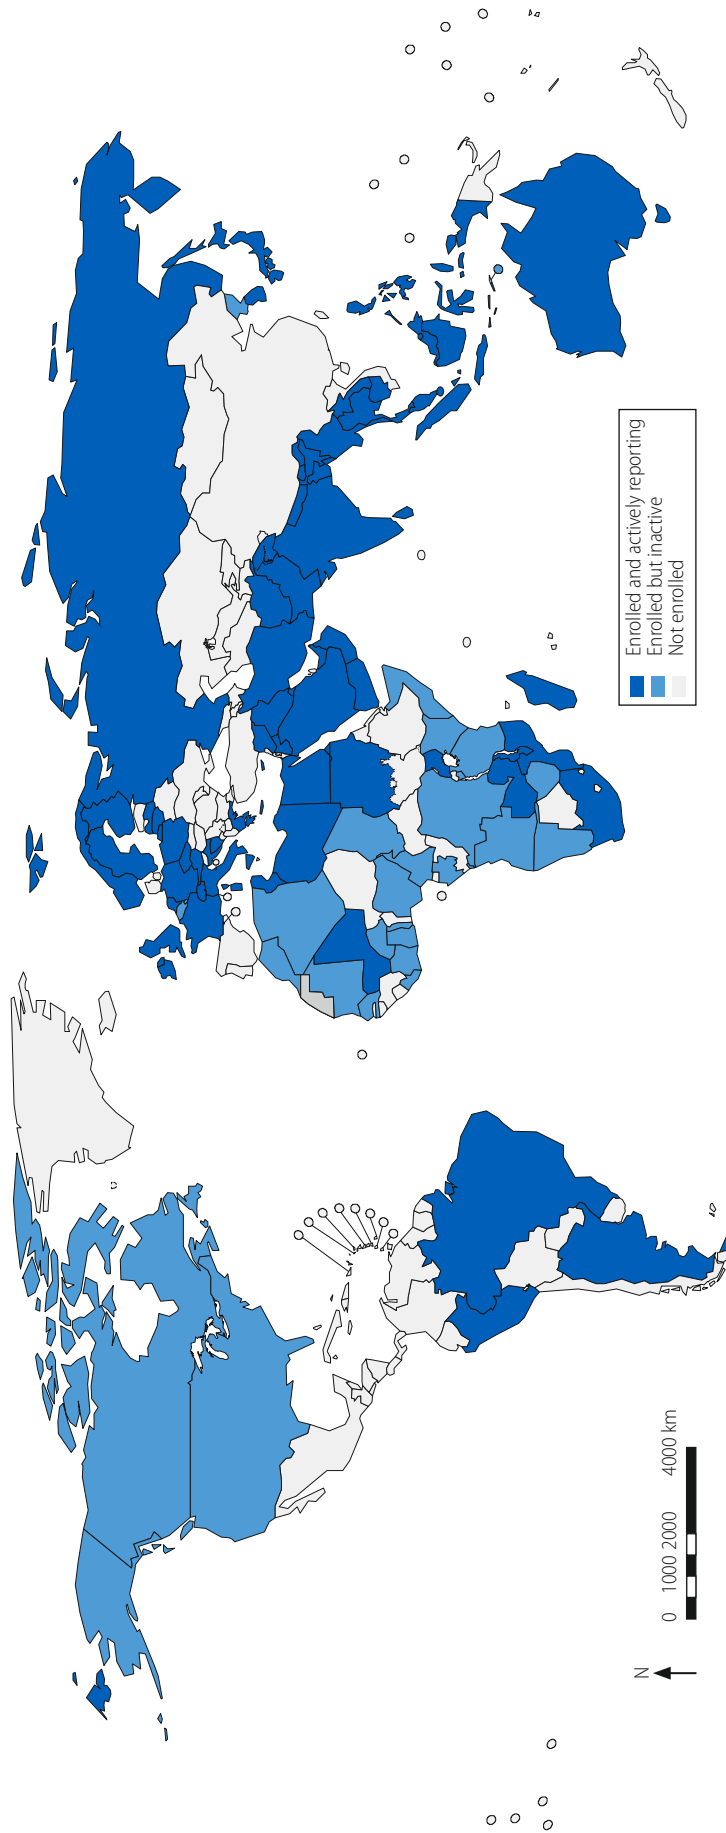 Enrolled and actively reporting
Enrolled but inactive
Not enrolled
0 1000 2000 4000 km
N